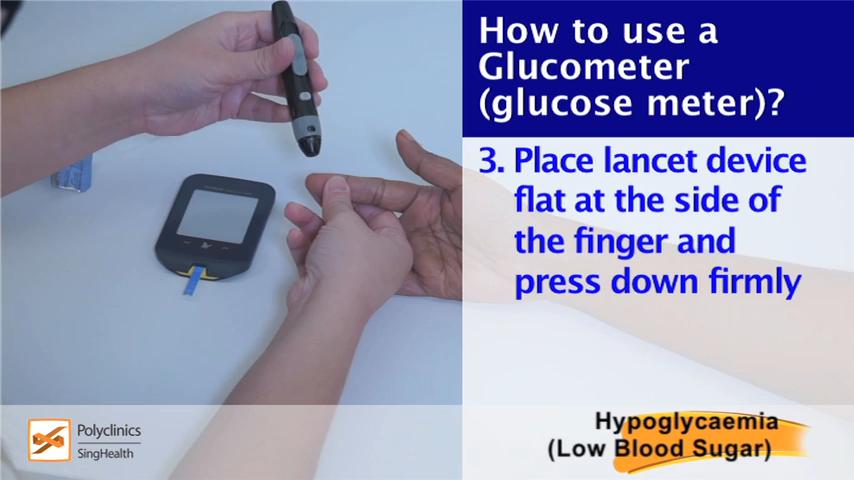 How to use a
Glucometer
(glucose meter)?
3. Place lancet device
flat at the side of
the finger and
press down firmly
Polyclinics
SingHealth
Hypoglycaemia
(Low Blood Sugar)